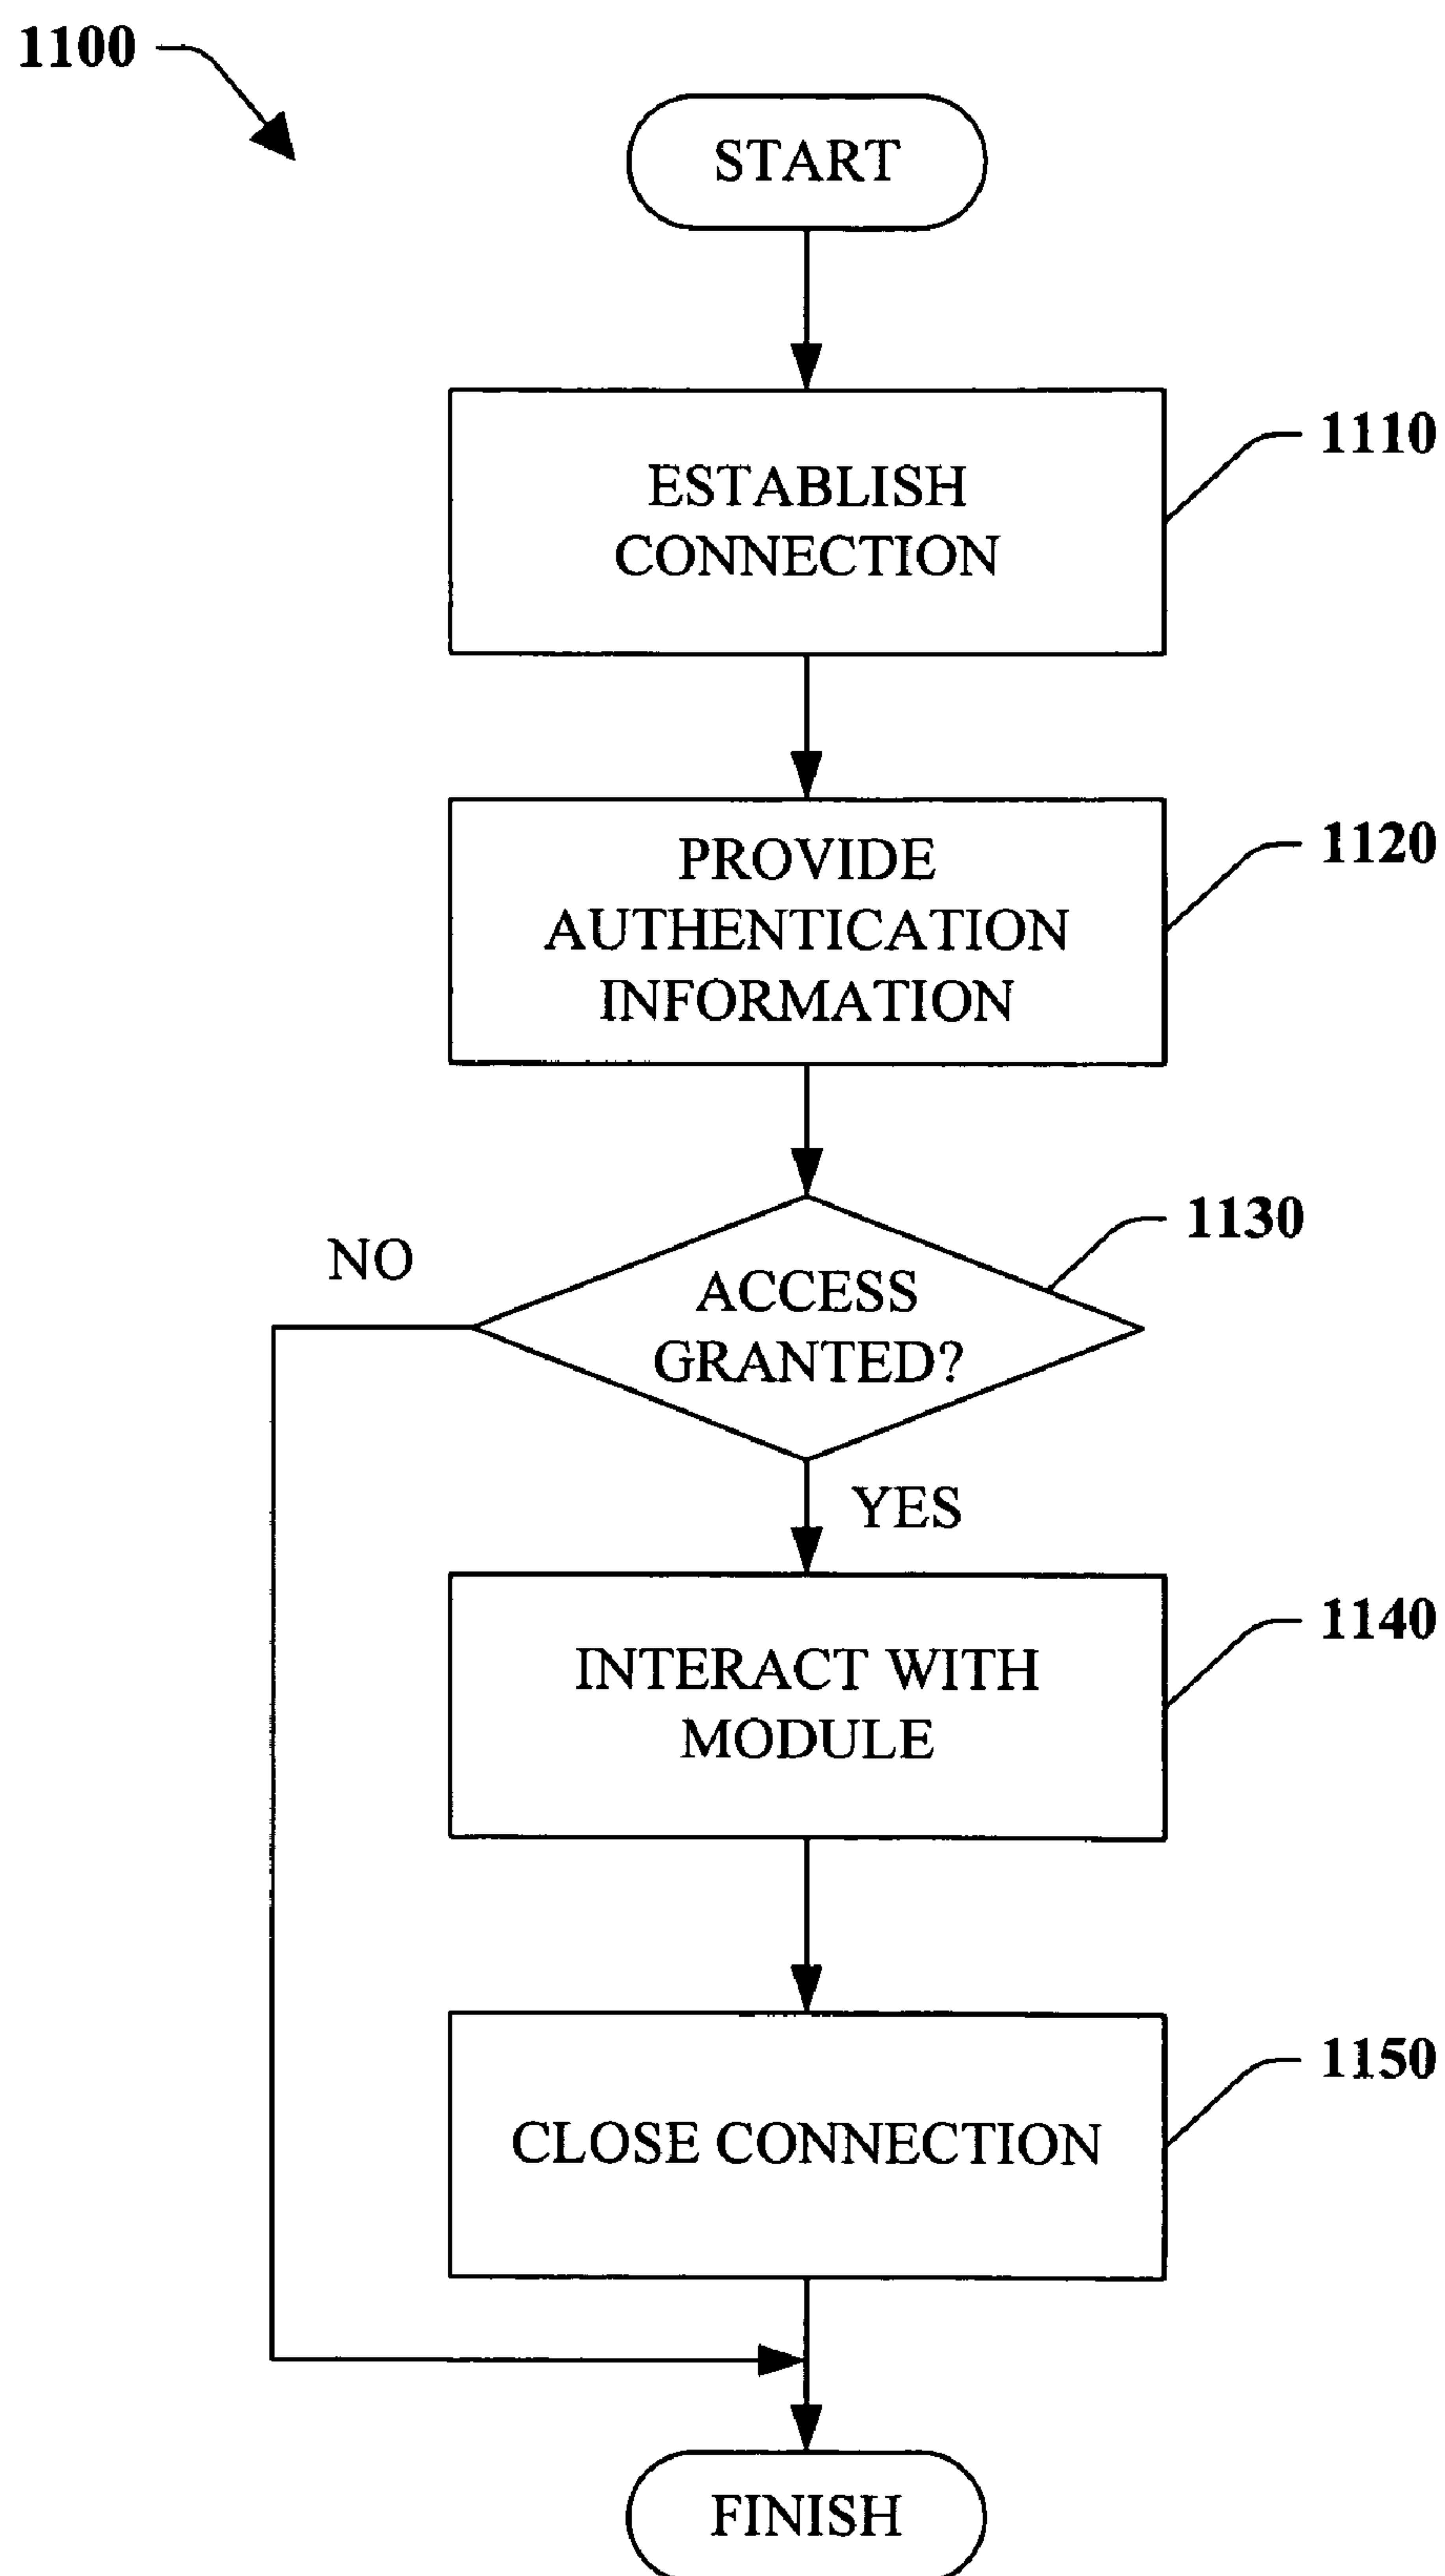 1100
START
ESTABLISH
CONNECTION
1110
PROVIDE
AUTHENTICATION
INFORMATION
1120
ACCESS
GRANTED?
1130
NO
YES
INTERACT WITH
MODULE
1140
CLOSE CONNECTION
1150
FINISH